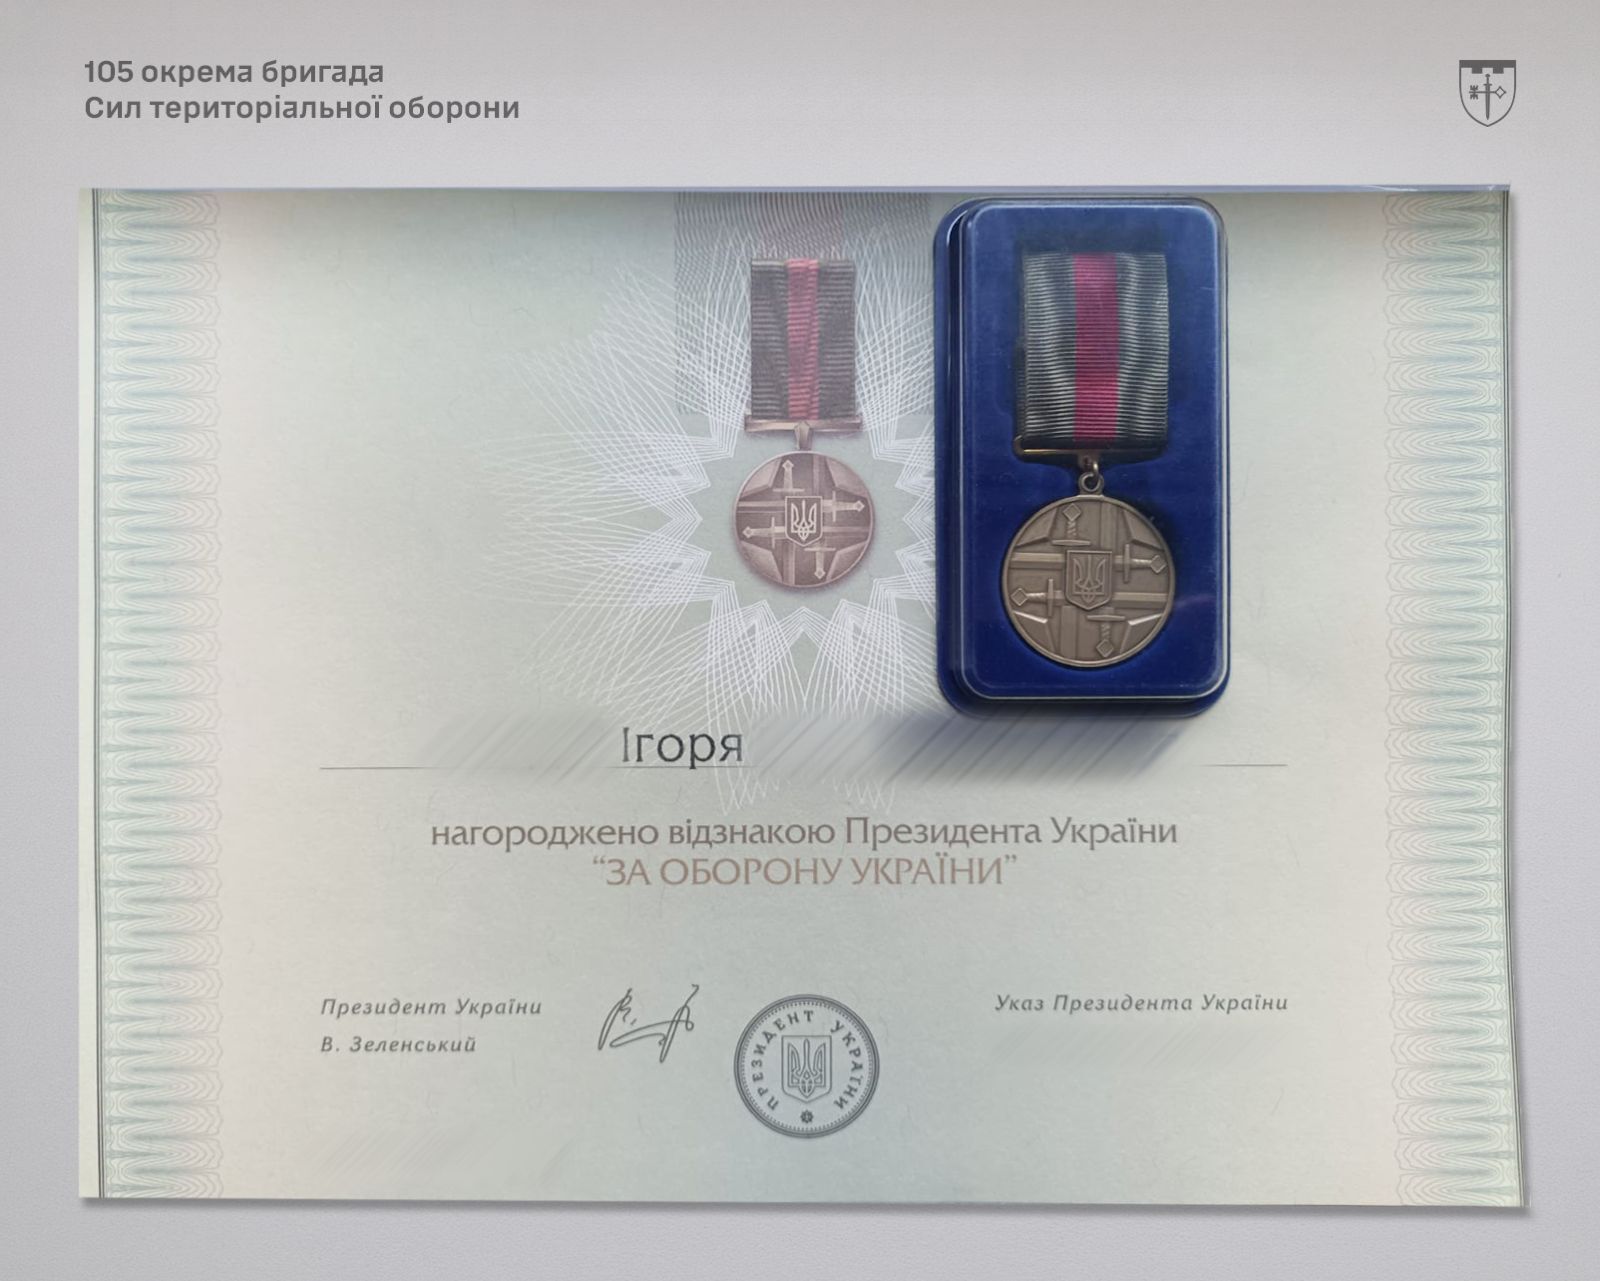 105 окрема бригада
Сил територіальної оборони
Ігоря
нагороджено відзнакою Президента України
“ЗА ОБОРОНУ УКРАЇНИ”
Президент України
В. Зеленський
ПРЕЗИДЕНТ УКРАЇНИ
Указ Президента України